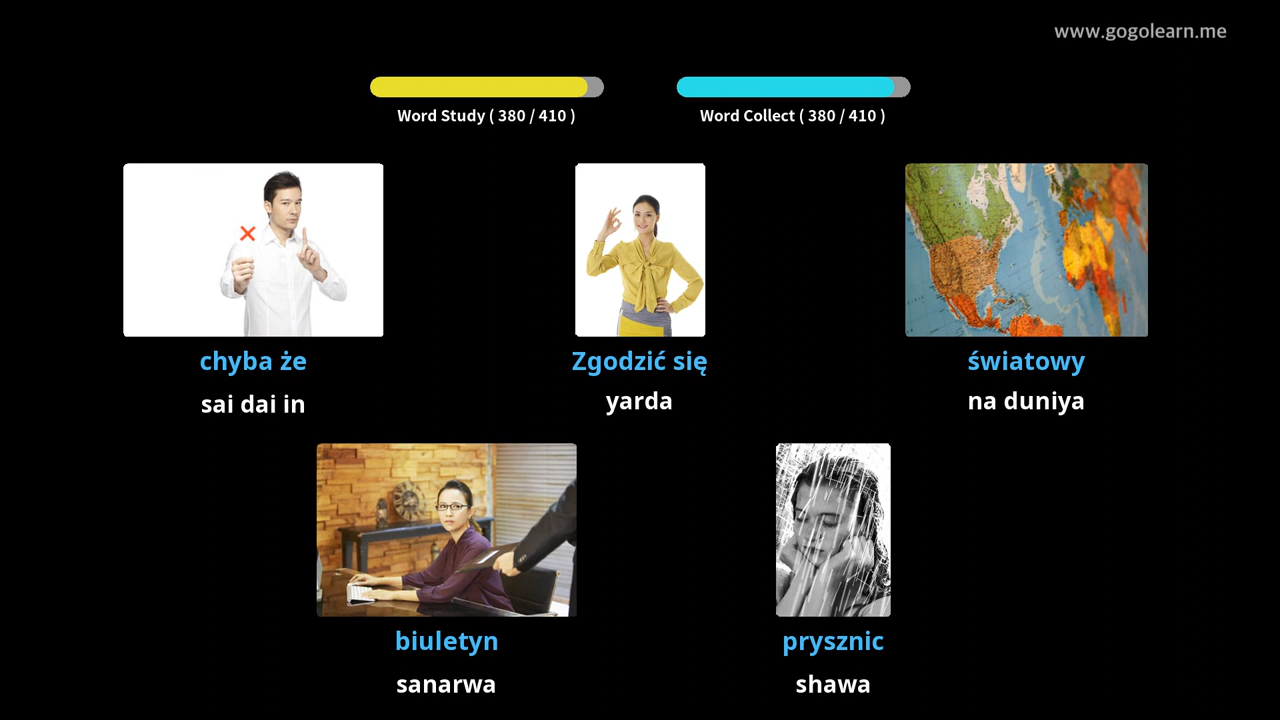 www.gogolearn.me
Word Study ( 380 / 410 )
Word Collect ( 380 / 410 )
chyba że
Zgodzić się
światowy
sai dai in
yarda
na duniya
biuletyn
prysznic
sanarwa
shawa